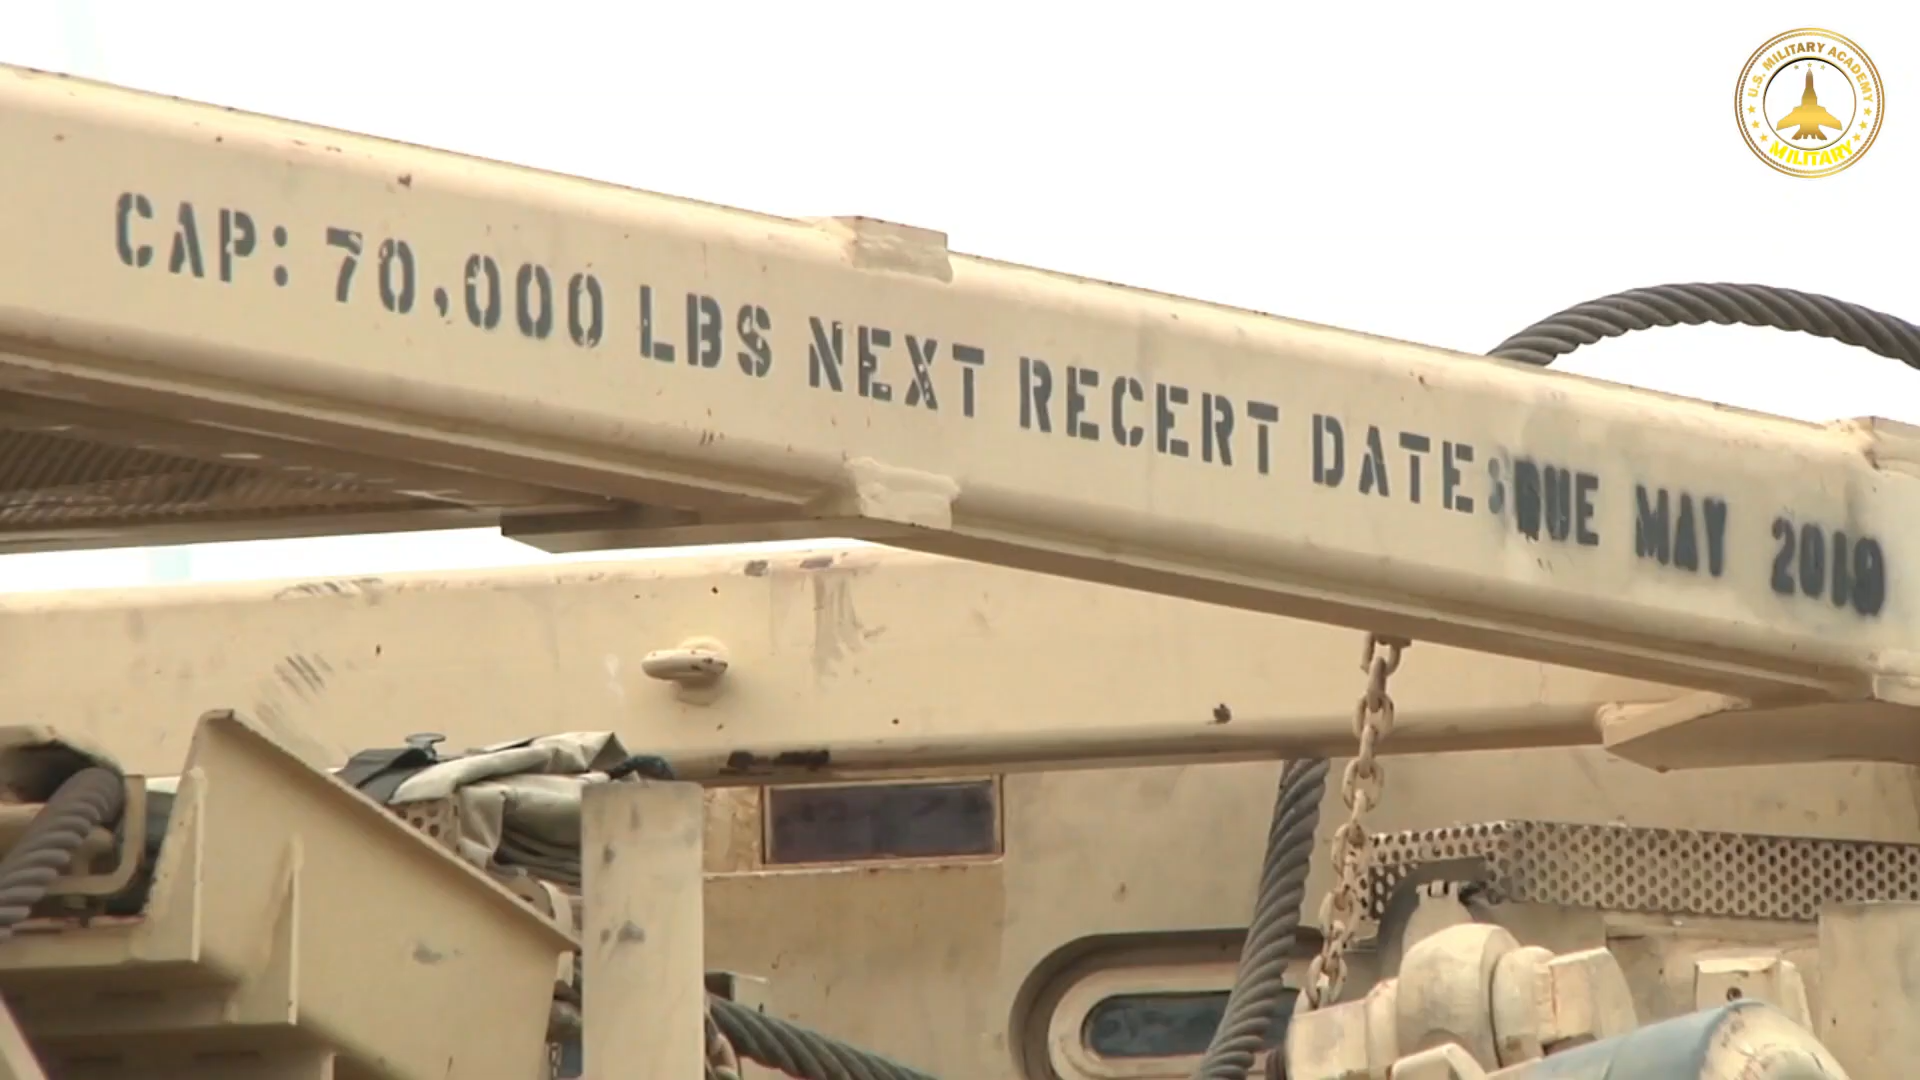 CAP: 70,000 LBS NEXT RECERT DATE: DUE MAY 2019
U.S. MILITARY ACADEMY
MILITARY